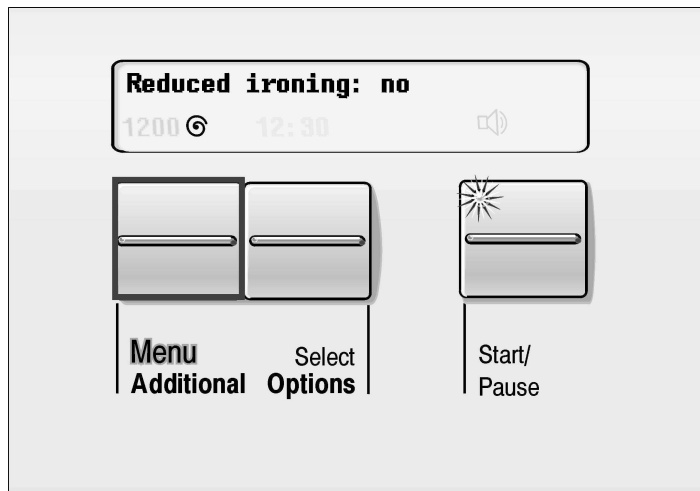 Reduced ironing: no
1200 12:30
Menu Select
Additional Options
Start/
Pause